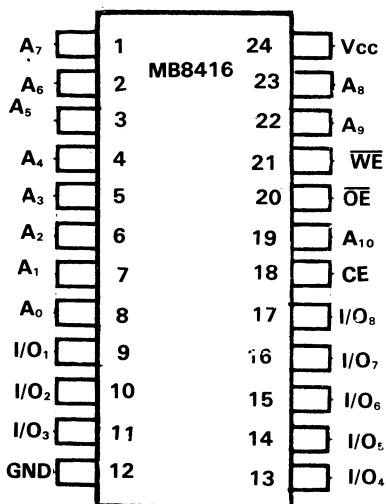 MB8416
A₇ 1 24 Vcc
A₆ 2 23 A₈
A₅ 3 22 A₉
A₄ 4 21 W̅E̅
A₃ 5 20 O̅E̅
A₂ 6 19 A₁₀
A₁ 7 18 CE
A₀ 8 17 I/O₈
I/O₁ 9 16 I/O₇
I/O₂ 10 15 I/O₆
I/O₃ 11 14 I/O₅
GND 12 13 I/O₄